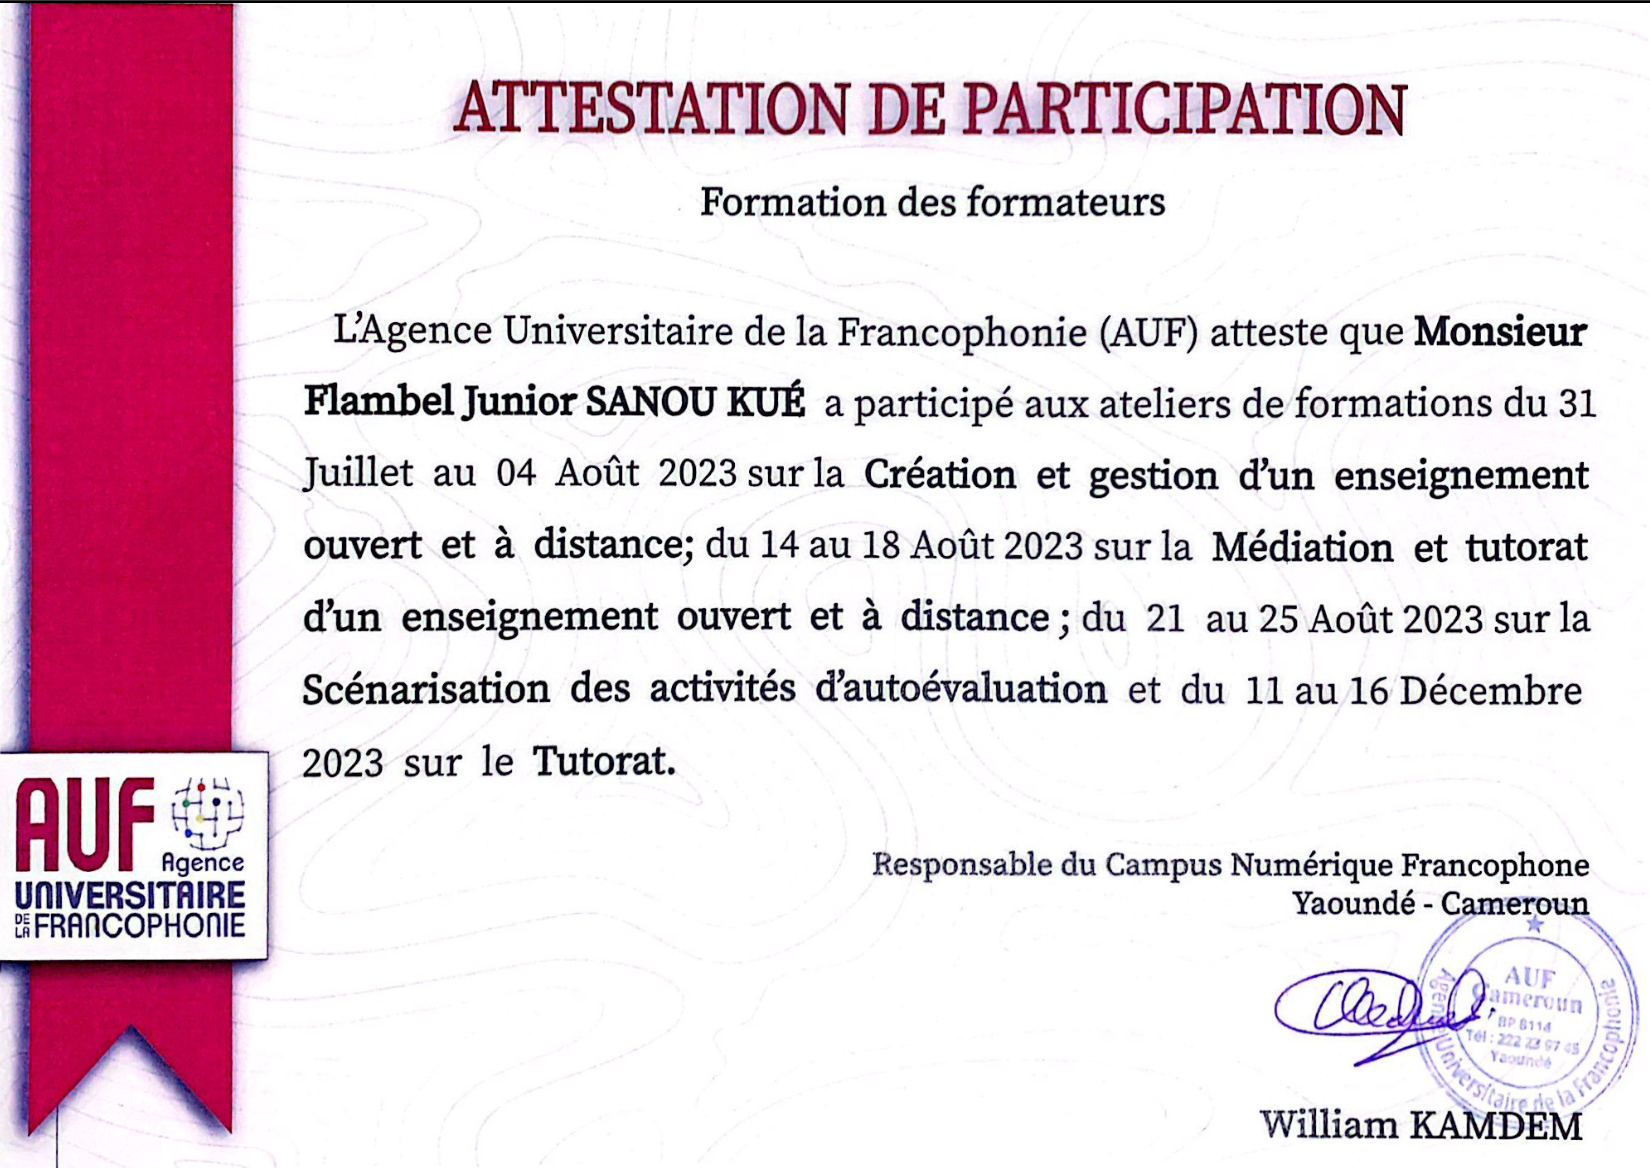 ATTESTATION DE PARTICIPATION
Formation des formateurs
L’Agence Universitaire de la Francophonie (AUF) atteste que Monsieur
Flambel Junior SANOU KUÉ a participé aux ateliers de formations du 31
Juillet au 04 Août 2023 sur la Création et gestion d’un enseignement
ouvert et à distance; du 14 au 18 Août 2023 sur la Médiation et tutorat
d’un enseignement ouvert et à distance ; du 21 au 25 Août 2023 sur la
Scénarisation des activités d’autoévaluation et du 11 au 16 Décembre
2023 sur le Tutorat.
AUF
Agence
UNIVERSITAIRE
DE LA FRANCOPHONIE
Responsable du Campus Numérique Francophone
Yaoundé - Cameroun
AUF
Cameroun
BP 8114
Tél : 222 23 97 45
Yaoundé
Agence Universitaire de la Francophonie
William KAMDEM